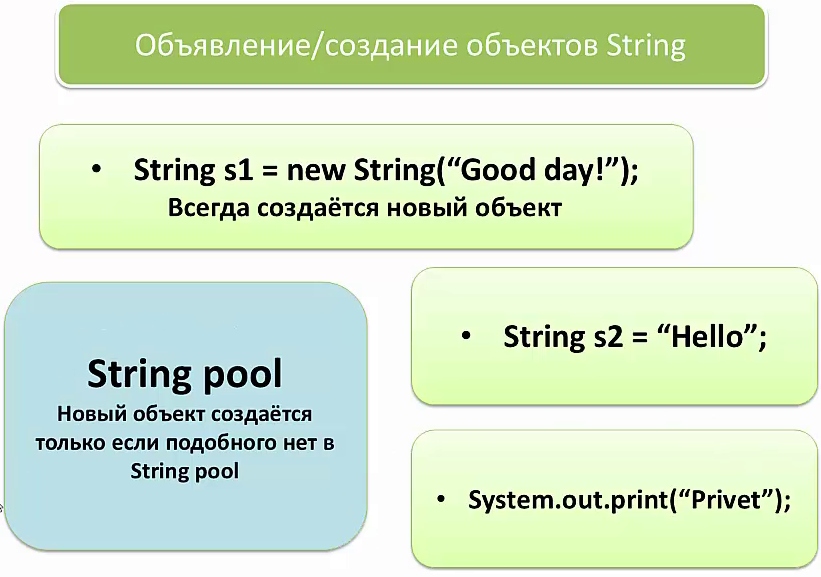 Объявление/создание объектов String
• String s1 = new String(“Good day!”);
Всегда создаётся новый объект
String pool
Новый объект создаётся
только если подобного нет в
String pool
• String s2 = “Hello”;
• System.out.print(“Privet”);